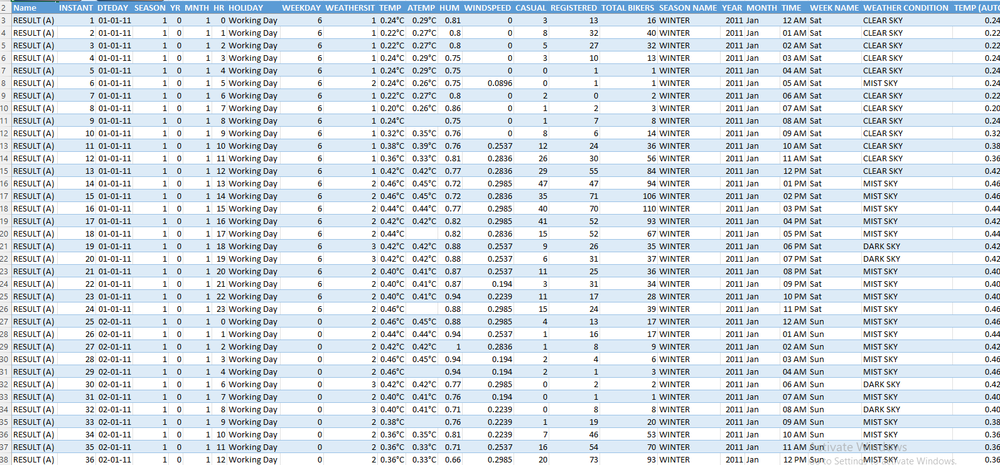 2 Name INSTANT DTEDAY SEASON YR MNTH HR HOLIDAY WEEKDAY WEATHERSIT TEMP ATEMP HUM WINDSPEED CASUAL REGISTERED TOTAL BIKERS SEASON NAME YEAR MONTH TIME WEEK NAME WEATHER CONDITION TEMP (AUTO
3 RESULT (A) 1 01-01-11 1 0 1 0 Working Day 6 1 0.24°C 0.29°C 0.81 0 3 13 16 WINTER 2011 Jan 12 AM Sat CLEAR SKY 0.24
4 RESULT (A) 2 01-01-11 1 0 1 1 Working Day 6 1 0.22°C 0.27°C 0.8 0 8 32 40 WINTER 2011 Jan 01 AM Sat CLEAR SKY 0.22
5 RESULT (A) 3 01-01-11 1 0 1 2 Working Day 6 1 0.22°C 0.27°C 0.8 0 5 27 32 WINTER 2011 Jan 02 AM Sat CLEAR SKY 0.22
6 RESULT (A) 4 01-01-11 1 0 1 3 Working Day 6 1 0.24°C 0.29°C 0.75 0 3 10 13 WINTER 2011 Jan 03 AM Sat CLEAR SKY 0.24
7 RESULT (A) 5 01-01-11 1 0 1 4 Working Day 6 1 0.24°C 0.29°C 0.75 0 0 1 1 WINTER 2011 Jan 04 AM Sat CLEAR SKY 0.24
8 RESULT (A) 6 01-01-11 1 0 1 5 Working Day 6 2 0.24°C 0.26°C 0.75 0.0896 0 1 1 WINTER 2011 Jan 05 AM Sat MIST SKY 0.24
9 RESULT (A) 7 01-01-11 1 0 1 6 Working Day 6 1 0.22°C 0.27°C 0.8 0 2 0 2 WINTER 2011 Jan 06 AM Sat CLEAR SKY 0.22
10 RESULT (A) 8 01-01-11 1 0 1 7 Working Day 6 1 0.20°C 0.26°C 0.86 0 1 2 3 WINTER 2011 Jan 07 AM Sat CLEAR SKY 0.20
11 RESULT (A) 9 01-01-11 1 0 1 8 Working Day 6 1 0.24°C 0.75 0 1 7 8 WINTER 2011 Jan 08 AM Sat CLEAR SKY 0.24
12 RESULT (A) 10 01-01-11 1 0 1 9 Working Day 6 1 0.32°C 0.35°C 0.76 0 8 6 14 WINTER 2011 Jan 09 AM Sat CLEAR SKY 0.32
13 RESULT (A) 11 01-01-11 1 0 1 10 Working Day 6 1 0.38°C 0.39°C 0.76 0.2537 12 24 36 WINTER 2011 Jan 10 AM Sat CLEAR SKY 0.38
14 RESULT (A) 12 01-01-11 1 0 1 11 Working Day 6 1 0.36°C 0.33°C 0.81 0.2836 26 30 56 WINTER 2011 Jan 11 AM Sat CLEAR SKY 0.36
15 RESULT (A) 13 01-01-11 1 0 1 12 Working Day 6 1 0.42°C 0.42°C 0.77 0.2836 29 55 84 WINTER 2011 Jan 12 PM Sat CLEAR SKY 0.42
16 RESULT (A) 14 01-01-11 1 0 1 13 Working Day 6 2 0.46°C 0.45°C 0.72 0.2985 47 47 94 WINTER 2011 Jan 01 PM Sat MIST SKY 0.46
17 RESULT (A) 15 01-01-11 1 0 1 14 Working Day 6 2 0.46°C 0.45°C 0.72 0.2836 35 71 106 WINTER 2011 Jan 02 PM Sat MIST SKY 0.46
18 RESULT (A) 16 01-01-11 1 0 1 15 Working Day 6 2 0.44°C 0.44°C 0.77 0.2985 40 70 110 WINTER 2011 Jan 03 PM Sat MIST SKY 0.44
19 RESULT (A) 17 01-01-11 1 0 1 16 Working Day 6 2 0.42°C 0.42°C 0.82 0.2985 41 52 93 WINTER 2011 Jan 04 PM Sat MIST SKY 0.42
20 RESULT (A) 18 01-01-11 1 0 1 17 Working Day 6 2 0.44°C 0.82 0.2836 15 52 67 WINTER 2011 Jan 05 PM Sat MIST SKY 0.44
21 RESULT (A) 19 01-01-11 1 0 1 18 Working Day 6 3 0.42°C 0.42°C 0.88 0.2537 9 26 35 WINTER 2011 Jan 06 PM Sat DARK SKY 0.42
22 RESULT (A) 20 01-01-11 1 0 1 19 Working Day 6 3 0.42°C 0.42°C 0.88 0.2537 6 31 37 WINTER 2011 Jan 07 PM Sat DARK SKY 0.42
23 RESULT (A) 21 01-01-11 1 0 1 20 Working Day 6 2 0.40°C 0.41°C 0.87 0.2537 11 25 36 WINTER 2011 Jan 08 PM Sat MIST SKY 0.40
24 RESULT (A) 22 01-01-11 1 0 1 21 Working Day 6 2 0.40°C 0.41°C 0.87 0.194 3 31 34 WINTER 2011 Jan 09 PM Sat MIST SKY 0.40
25 RESULT (A) 23 01-01-11 1 0 1 22 Working Day 6 2 0.40°C 0.41°C 0.94 0.2239 11 17 28 WINTER 2011 Jan 10 PM Sat MIST SKY 0.40
26 RESULT (A) 24 01-01-11 1 0 1 23 Working Day 6 2 0.46°C 0.88 0.2985 15 24 39 WINTER 2011 Jan 11 PM Sat MIST SKY 0.46
27 RESULT (A) 25 02-01-11 1 0 1 0 Working Day 0 2 0.46°C 0.45°C 0.88 0.2985 4 13 17 WINTER 2011 Jan 12 AM Sun MIST SKY 0.46
28 RESULT (A) 26 02-01-11 1 0 1 1 Working Day 0 2 0.44°C 0.44°C 0.94 0.2537 1 16 17 WINTER 2011 Jan 01 AM Sun MIST SKY 0.44
29 RESULT (A) 27 02-01-11 1 0 1 2 Working Day 0 2 0.42°C 0.42°C 1 0.2836 1 8 9 WINTER 2011 Jan 02 AM Sun MIST SKY 0.42
30 RESULT (A) 28 02-01-11 1 0 1 3 Working Day 0 2 0.46°C 0.45°C 0.94 0.194 2 4 6 WINTER 2011 Jan 03 AM Sun MIST SKY 0.46
31 RESULT (A) 29 02-01-11 1 0 1 4 Working Day 0 2 0.46°C 0.94 0.194 2 1 3 WINTER 2011 Jan 04 AM Sun MIST SKY 0.46
32 RESULT (A) 30 02-01-11 1 0 1 6 Working Day 0 3 0.42°C 0.42°C 0.77 0.2985 0 2 2 WINTER 2011 Jan 06 AM Sun DARK SKY 0.42
33 RESULT (A) 31 02-01-11 1 0 1 7 Working Day 0 2 0.40°C 0.41°C 0.76 0.194 0 1 1 WINTER 2011 Jan 07 AM Sun MIST SKY 0.40
34 RESULT (A) 32 02-01-11 1 0 1 8 Working Day 0 3 0.40°C 0.41°C 0.71 0.2239 0 8 8 WINTER 2011 Jan 08 AM Sun DARK SKY 0.40
35 RESULT (A) 33 02-01-11 1 0 1 9 Working Day 0 2 0.38°C 0.76 0.2239 1 19 20 WINTER 2011 Jan 09 AM Sun MIST SKY 0.38
36 RESULT (A) 34 02-01-11 1 0 1 10 Working Day 0 2 0.36°C 0.35°C 0.81 0.2239 7 46 53 WINTER 2011 Jan 10 AM Sun MIST SKY 0.36
37 RESULT (A) 35 02-01-11 1 0 1 11 Working Day 0 2 0.36°C 0.33°C 0.71 0.2537 16 54 70 WINTER 2011 Jan 11 AM Sun MIST SKY 0.36
Activate Windows
38 RESULT (A) 36 02-01-11 1 0 1 12 Working Day 0 2 0.36°C 0.33°C 0.66 0.2985 20 73 93 WINTER 2011 Jan 12 PM Sun MIST SKY 0.36
Go to Settings to activate Windows.